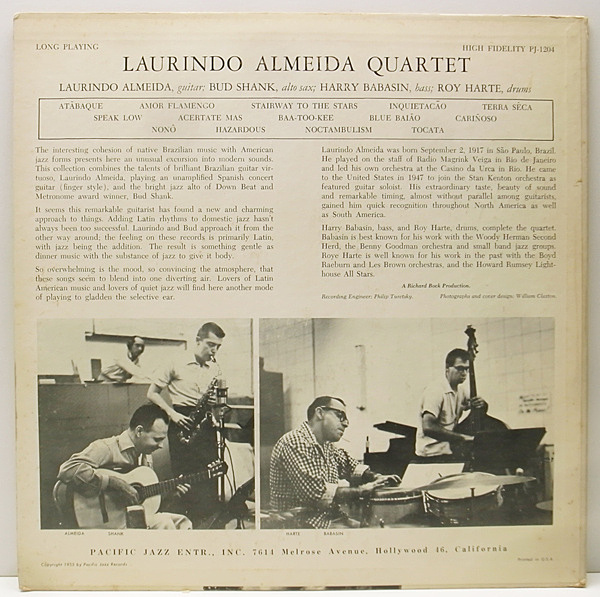 LONG PLAYING
HIGH FIDELITY PJ-1204
LAURINDO ALMEIDA QUARTET
LAURINDO ALMEIDA, guitar; BUD SHANK, alto sax; HARRY BABASIN, bass; ROY HARTE, drums
ATÃBAQUE AMOR FLAMENGO STAIRWAY TO THE STARS INQUIETACÃO TERRA SÊCA
SPEAK LOW ACERTATE MAS BAA-TOO-KEE BLUE BAIÃO CARIÑOSO
NONÔ HAZARDOUS NOCTAMBULISM TOCATA
The interesting cohesion of native Brazilian music with American
jazz forms presents here an unusual excursion into modern sounds.
This collection combines the talents of brilliant Brazilian guitar vir-
tuoso, Laurindo Almeida, playing an unamplified Spanish concert
guitar (finger style), and the bright jazz alto of Down Beat and
Metronome award winner, Bud Shank.
It seems this remarkable guitarist has found a new and charming
approach to things. Adding Latin rhythms to domestic jazz hasn't
always been too successful. Laurindo and Bud approach it from the
other way around; the feeling on these records is primarily Latin,
with jazz being the addition. The result is something gentle as
dinner music with the substance of jazz to give it body.
So overwhelming is the mood, so convincing the atmosphere, that
these songs seem to blend into one diverting air. Lovers of Latin
American music and lovers of quiet jazz will find here another mode
of playing to gladden the selective ear.
Laurindo Almeida was born September 2, 1917 in São Paulo, Brazil.
He played on the staff of Radio Magrink Veiga in Rio de Janeiro
and led his own orchestra at the Casino da Urca in Rio. He came
to the United States in 1947 to join the Stan Kenton orchestra as
featured guitar soloist. His extraordinary taste, beauty of sound
and remarkable timing, almost without parallel among guitarists,
gained him quick recognition throughout North America as well
as South America.
Harry Babasin, bass, and Roy Harte, drums, complete the quartet.
Babasin is best known for his work with the Woody Herman Second
Herd, the Benny Goodman orchestra and small band jazz groups.
Roye Harte is well known for his work in the past with the Boyd
Raeburn and Les Brown orchestras, and the Howard Rumsey Light-
house All Stars.
A Richard Bock Production.
Recording Engineer: Philip Turetsky. Photographs and cover design: William Claxton
ALMEIDA SHANK HARTE BABASIN
PACIFIC JAZZ ENTR., INC. 7614 Melrose Avenue, Hollywood 46, California
Copyright 1955 by Pacific Jazz Records
Printed in U.S.A.